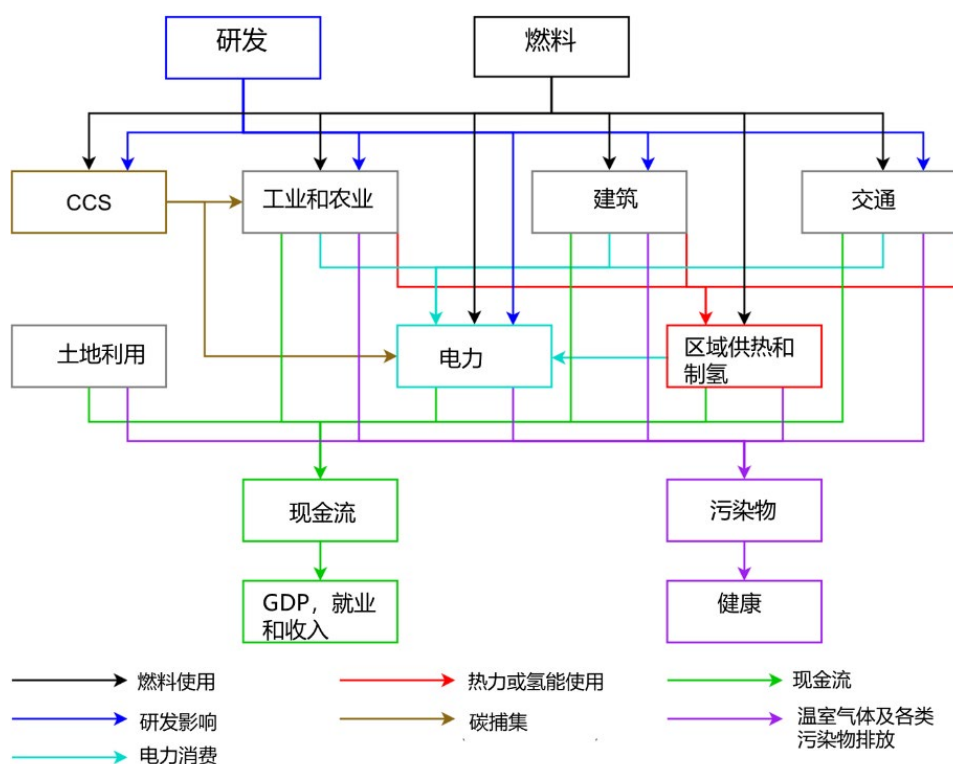 研发
燃料
CCS
工业和农业
建筑
交通
土地利用
电力
区域供热和
制氢
现金流
污染物
GDP，就业
和收入
健康
燃料使用
热力或氢能使用
现金流
研发影响
碳捕集
温室气体及各类
污染物排放
电力消费